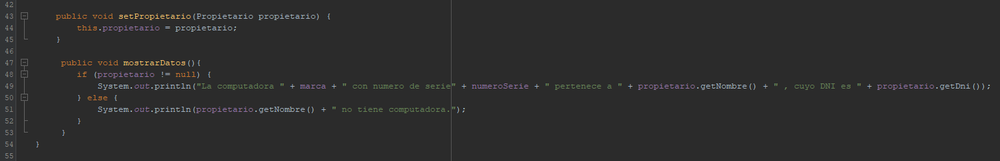 42
43 public void setPropietario(Propietario propietario) {
44 this.propietario = propietario;
45 }
46
47 public void mostrarDatos(){
48 if (propietario != null) {
49 System.out.println("La computadora " + marca + " con numero de serie" + numeroSerie + " pertenece a " + propietario.getNombre() + " , cuyo DNI es " + propietario.getDni());
50 } else {
51 System.out.println(propietario.getNombre() + " no tiene computadora.");
52 }
53 }
54 }
55